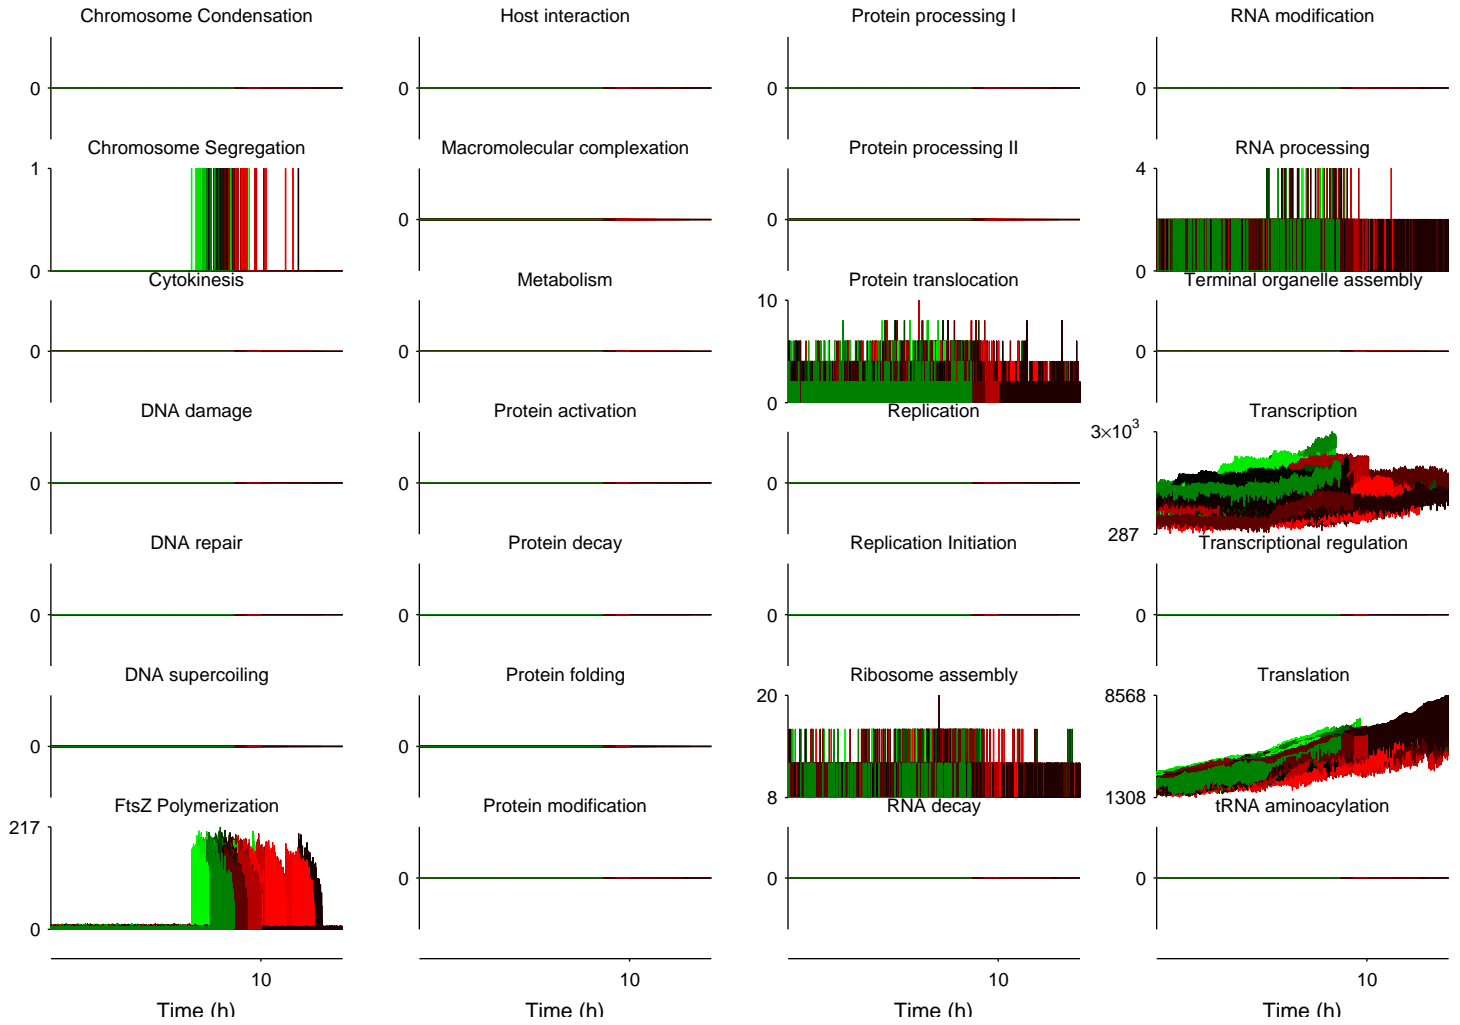 Chromosome Condensation
Host interaction
Protein processing I
RNA modification
0
0
0
0
Chromosome Segregation
Macromolecular complexation
Protein processing II
RNA processing
1
0
0
0
4
0
Cytokinesis
Metabolism
Protein translocation
Terminal organelle assembly
0
0
10
0
0
DNA damage
Protein activation
Replication
Transcription
0
0
0
3×10³
287
DNA repair
Protein decay
Replication Initiation
Transcriptional regulation
0
0
0
0
DNA supercoiling
Protein folding
Ribosome assembly
Translation
0
0
20
8
8568
1308
FtsZ Polymerization
Protein modification
RNA decay
tRNA aminoacylation
217
0
0
0
0
10
10
10
10
Time (h)
Time (h)
Time (h)
Time (h)